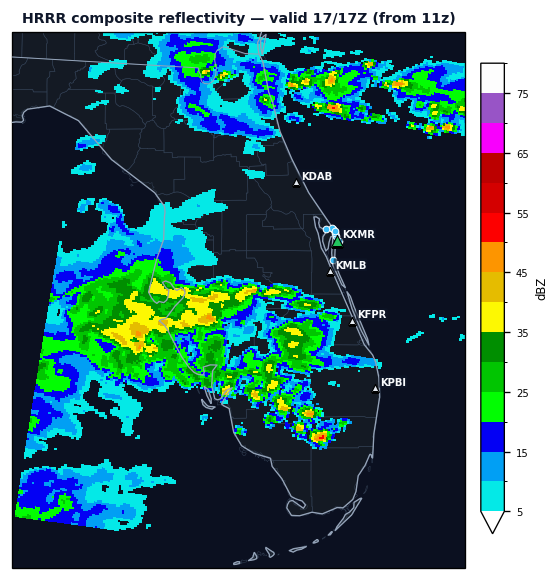 HRRR composite reflectivity — valid 17/17Z (from 11z)
KDAB
KXMR
KMLB
KFPR
KPBI
75
65
55
45
35
25
15
5
dBZ